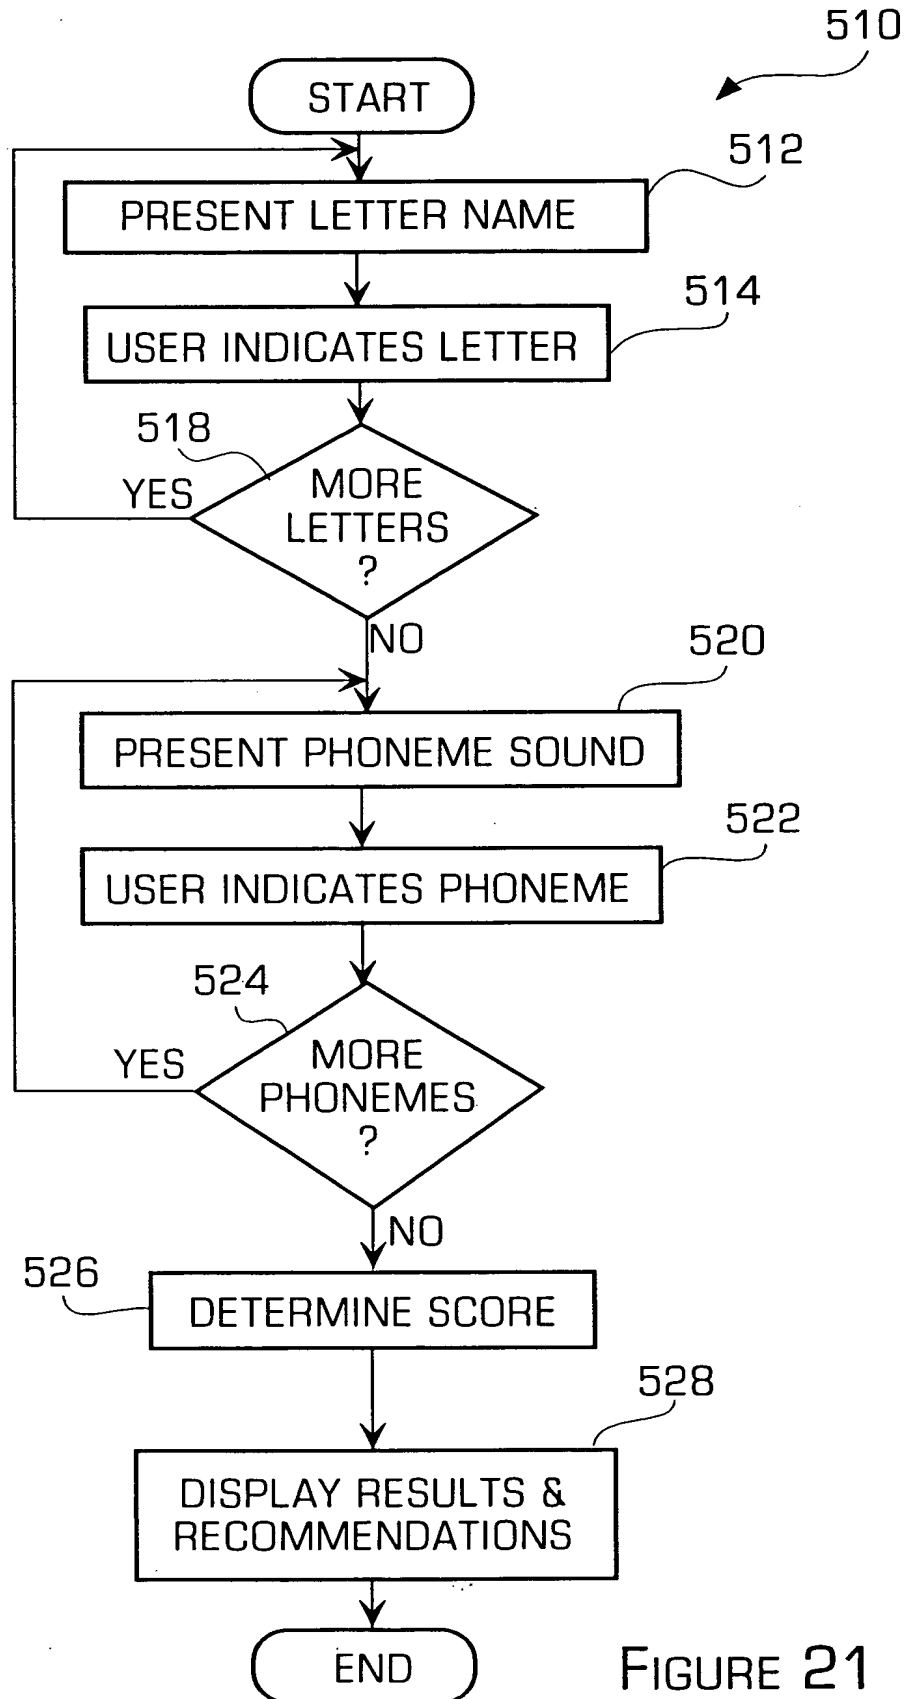 510
START
512
PRESENT LETTER NAME
514
USER INDICATES LETTER
518
YES
MORE
LETTERS
?
NO
520
PRESENT PHONEME SOUND
522
USER INDICATES PHONEME
524
YES
MORE
PHONEMES
?
NO
526
DETERMINE SCORE
528
DISPLAY RESULTS &
RECOMMENDATIONS
END
FIGURE 21